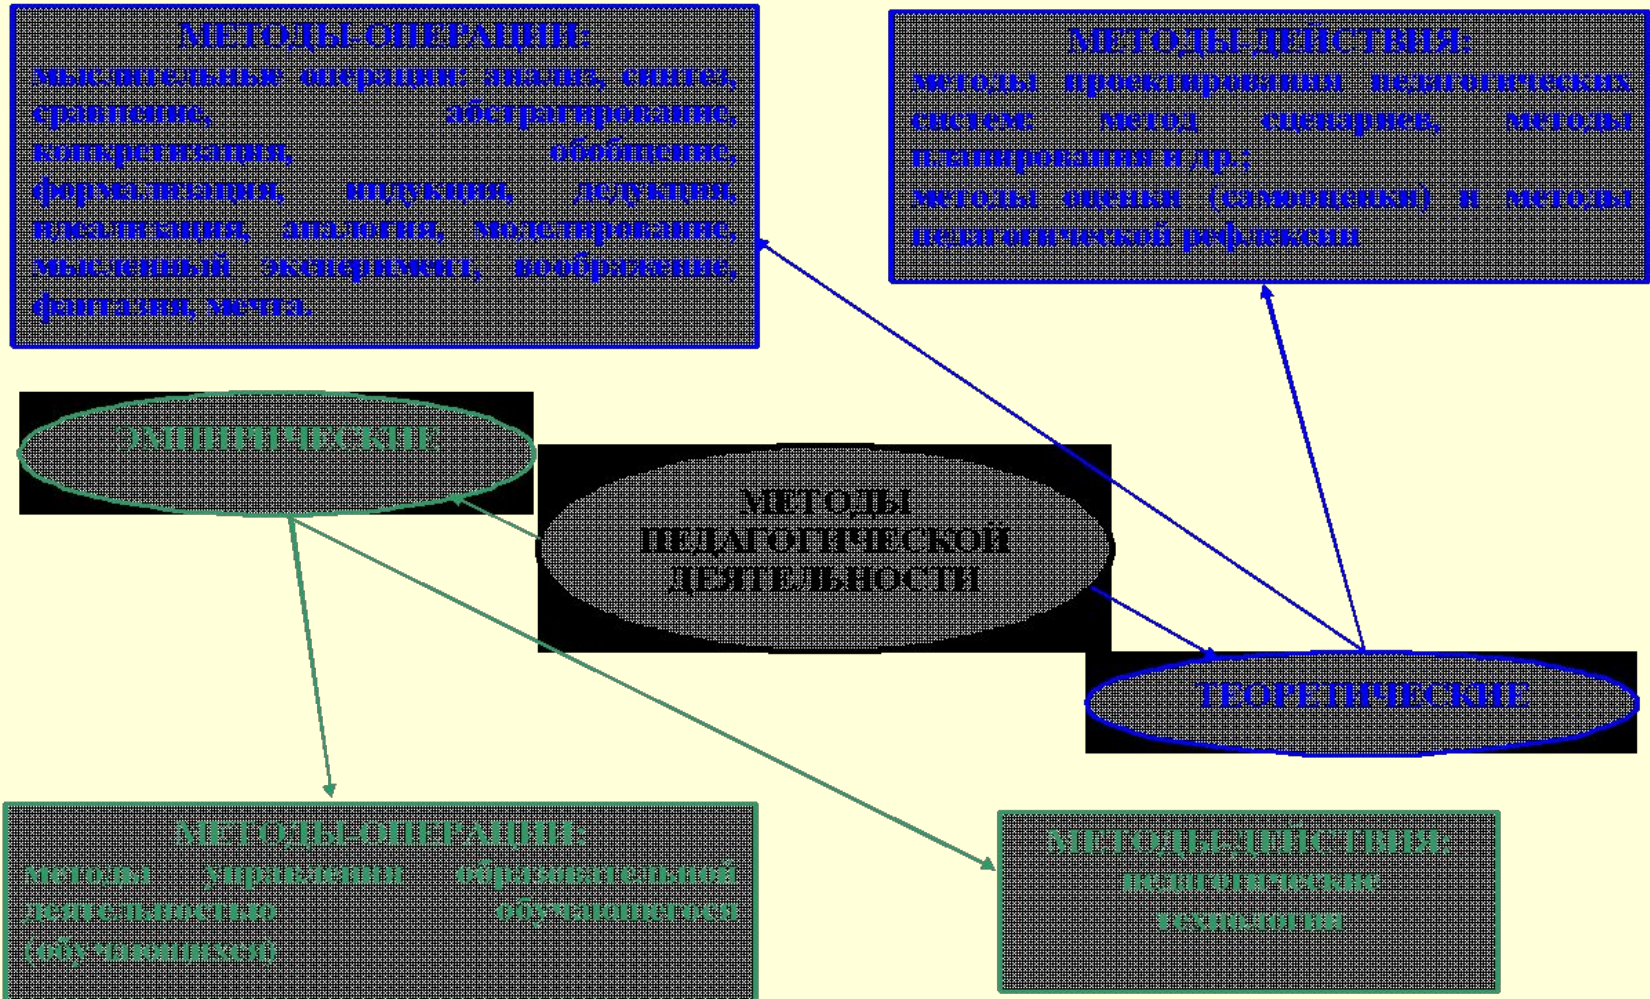 МЕТОДЫ-ОПЕРАЦИИ:
мыслительные операции: анализ, синтез,
сравнение, абстрагирование,
конкретизация, обобщение,
формализация, индукция, дедукция,
идеализация, аналогия, моделирование,
мысленный эксперимент, воображение,
фантазия, мечта.
МЕТОДЫ-ДЕЙСТВИЯ:
методы проектирования педагогических
систем: метод сценариев, методы
планирования и др.;
методы оценки (самооценки) и методы
педагогической рефлексии
ЭМПИРИЧЕСКИЕ
МЕТОДЫ
ПЕДАГОГИЧЕСКОЙ
ДЕЯТЕЛЬНОСТИ
ТЕОРЕТИЧЕСКИЕ
МЕТОДЫ-ОПЕРАЦИИ:
методы управления образовательной
деятельностью обучающегося
(обучающихся)
МЕТОДЫ-ДЕЙСТВИЯ:
педагогические
технологии